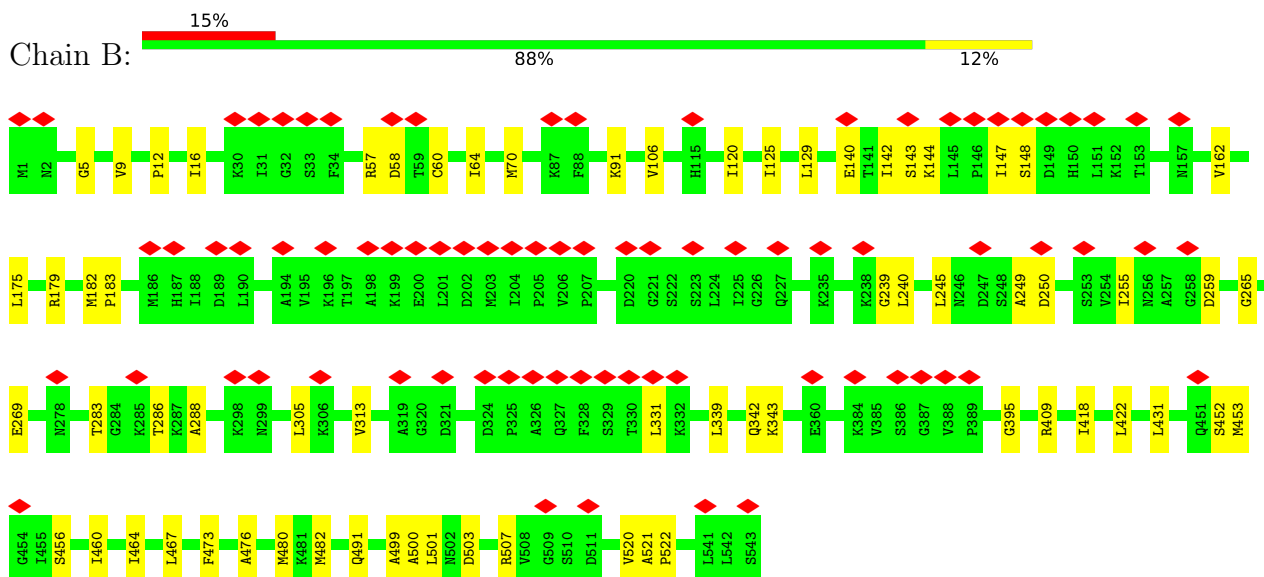 15%
Chain B:
88% 12%
M1 N2 G5 V9 P12 I16 K30 I31 G32 S33 F34 R57 D58 T59 C60 I64 M70 K87 F88 K91 V106 H115 I120 I125 L129 E140 T141 I142 S143 K144 L145 P146 I147 S148 D149 H150 L151 K152 T153 N157 V162
L175 R179 M182 P183 M186 H187 I188 D189 L190 A194 V195 K196 T197 A198 K199 E200 L201 D202 M203 I204 P205 V206 P207 D220 G221 S222 S223 L224 I225 G226 Q227 K235 K238 G239 L240 L245 N246 D247 S248 A249 D250 S253 V254 I255 N256 A257 G258 D259 G265
E269 N278 T283 G284 K285 T286 K287 A288 K298 N299 L305 K306 V313 A319 G320 D321 D324 P325 A326 Q327 F328 S329 T330 L331 K332 L339 Q342 K343 E360 K384 V385 S386 G387 V388 P389 G395 R409 I418 L422 L431 Q451 S452 M453
G454 I455 S456 I460 I464 L467 F473 A476 M480 K481 M482 Q491 A499 A500 L501 N502 D503 R507 V508 G509 S510 D511 V520 A521 P522 L541 L542 S543